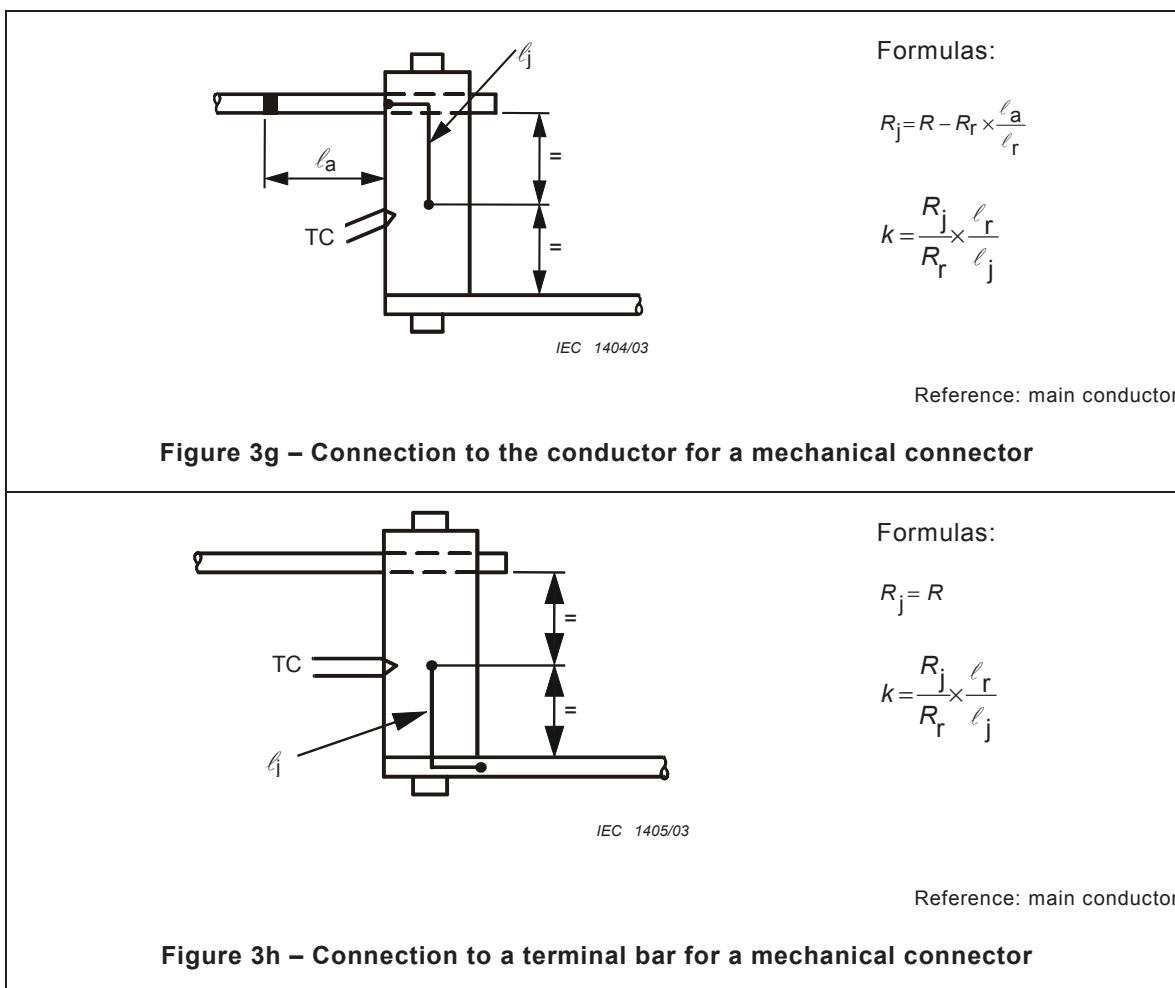 Formulas:
ℓj
Rj = R – Rr × ℓa/ℓr
ℓa
=
TC
=
k = Rj/Rr × ℓr/ℓj
IEC 1404/03
Reference: main conductor
Figure 3g – Connection to the conductor for a mechanical connector
Formulas:
Rj = R
=
TC
=
k = Rj/Rr × ℓr/ℓj
ℓj
IEC 1405/03
Reference: main conductor
Figure 3h – Connection to a terminal bar for a mechanical connector